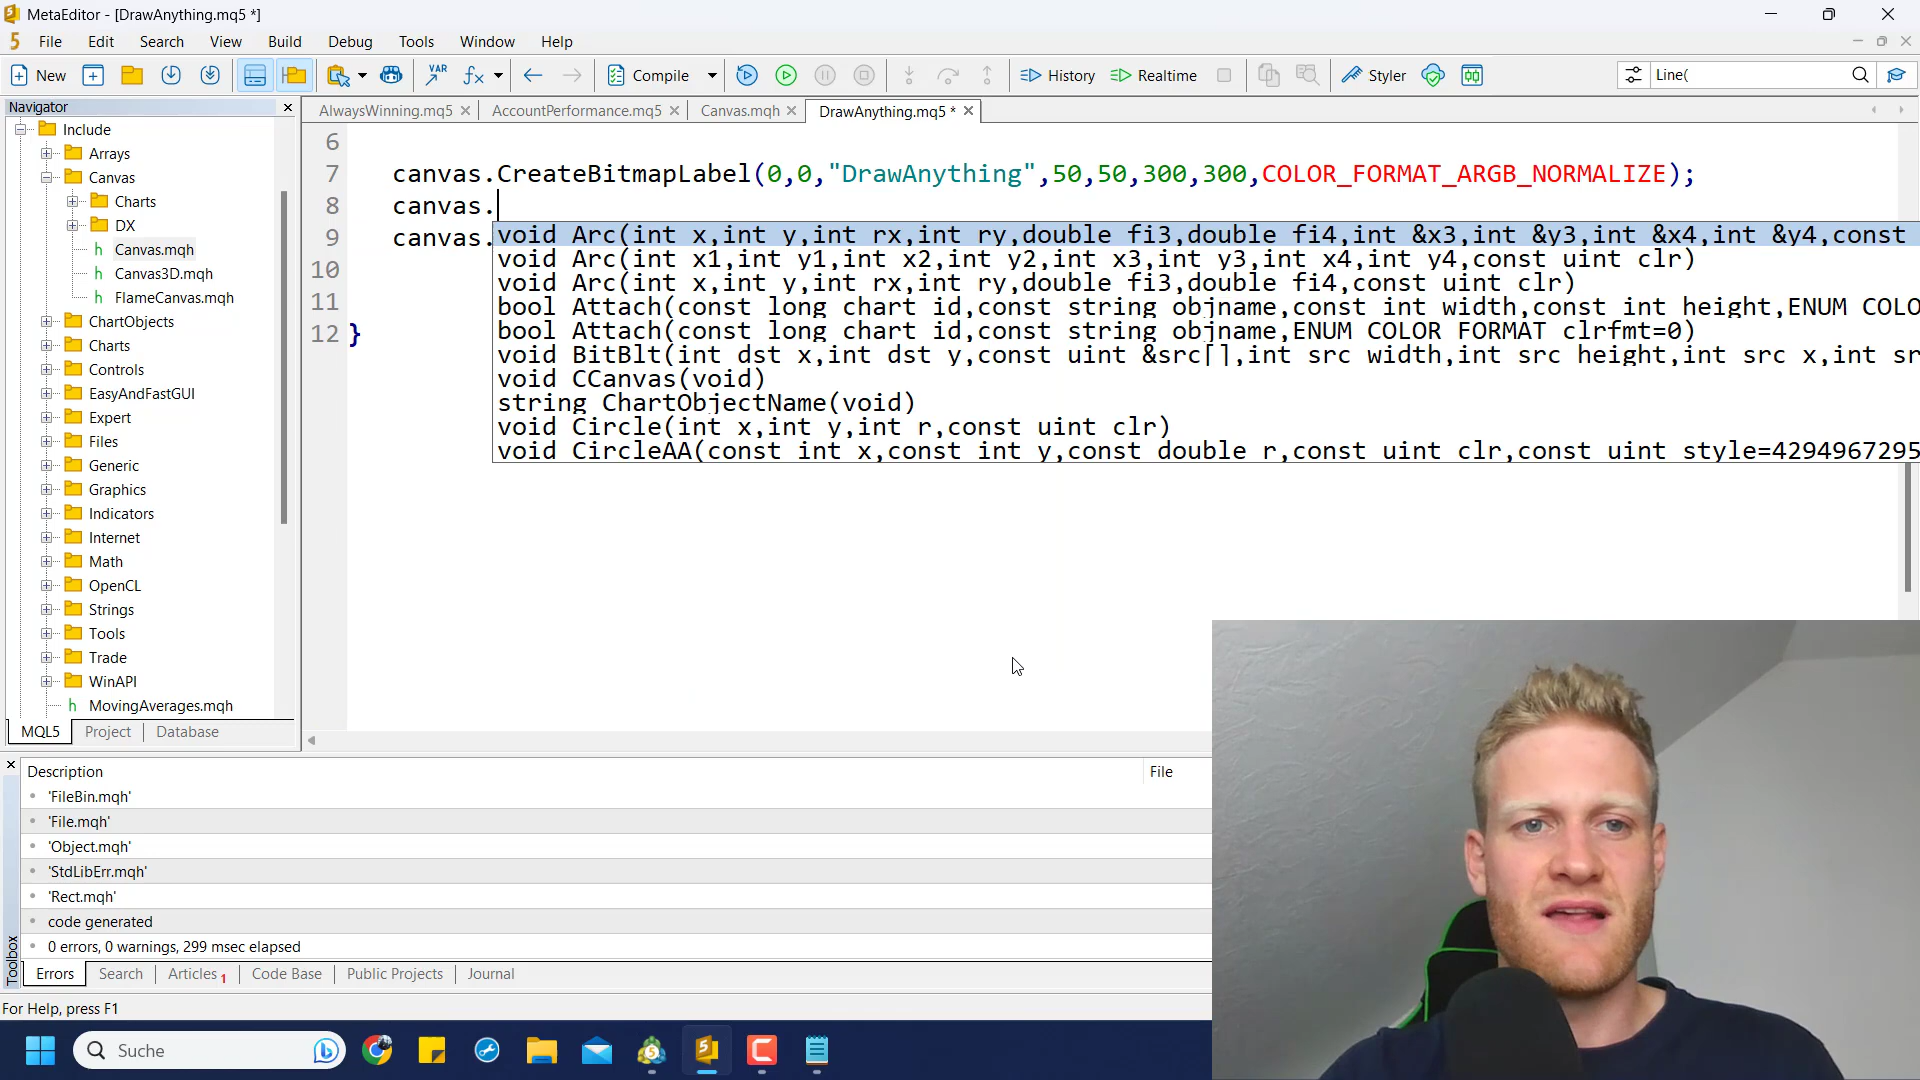 MetaEditor - [DrawAnything.mq5 *]
File Edit Search View Build Debug Tools Window Help
New Compile History Realtime Styler Line(
Navigator
AlwaysWinning.mq5 AccountPerformance.mq5 Canvas.mqh DrawAnything.mq5 *
Include
Arrays
Canvas
Charts
DX
Canvas.mqh
Canvas3D.mqh
FlameCanvas.mqh
ChartObjects
Charts
Controls
EasyAndFastGUI
Expert
Files
Generic
Graphics
Indicators
Internet
Math
OpenCL
Strings
Tools
Trade
WinAPI
MovingAverages.mqh
MQL5 Project Database
6
7 canvas.CreateBitmapLabel(0,0,"DrawAnything",50,50,300,300,COLOR_FORMAT_ARGB_NORMALIZE);
8 canvas.
9 canvas.
10
11
12 }
void Arc(int x,int y,int rx,int ry,double fi3,double fi4,int &x3,int &y3,int &x4,int &y4,const
void Arc(int x1,int y1,int x2,int y2,int x3,int y3,int x4,int y4,const uint clr)
void Arc(int x,int y,int rx,int ry,double fi3,double fi4,const uint clr)
bool Attach(const long chart_id,const string objname,const int width,const int height,ENUM_COLO
bool Attach(const long chart_id,const string objname,ENUM_COLOR_FORMAT clrfmt=0)
void BitBlt(int dst_x,int dst_y,const uint &src[],int src_width,int src_height,int src_x,int sr
void CCanvas(void)
string ChartObjectName(void)
void Circle(int x,int y,int r,const uint clr)
void CircleAA(const int x,const int y,const double r,const uint clr,const uint style=4294967295
Description File
'FileBin.mqh'
'File.mqh'
'Object.mqh'
'StdLibErr.mqh'
'Rect.mqh'
code generated
0 errors, 0 warnings, 299 msec elapsed
Toolbox
Errors Search Articles 1 Code Base Public Projects Journal
For Help, press F1
Suche